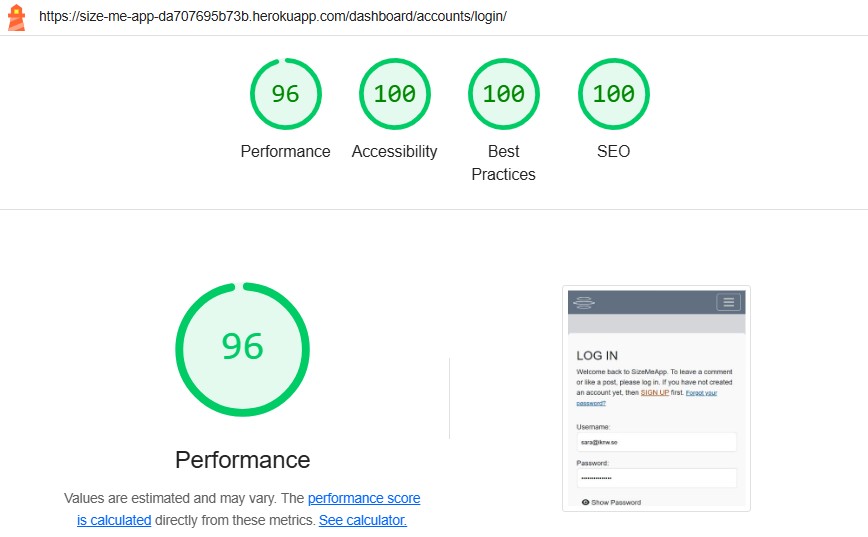 https://size-me-app-da707695b73b.herokuapp.com/dashboard/accounts/login/
96
100
100
100
Performance
Accessibility
Best
Practices
SEO
96
Performance
Values are estimated and may vary. The performance score
is calculated directly from these metrics. See calculator.
LOG IN
Welcome back to SizeMeApp. To leave a comment
or like a post, please log in. If you have not created
an account yet, then SIGN UP first. Forgot your
password?
Username:
sara@iknw.se
Password:
Show Password